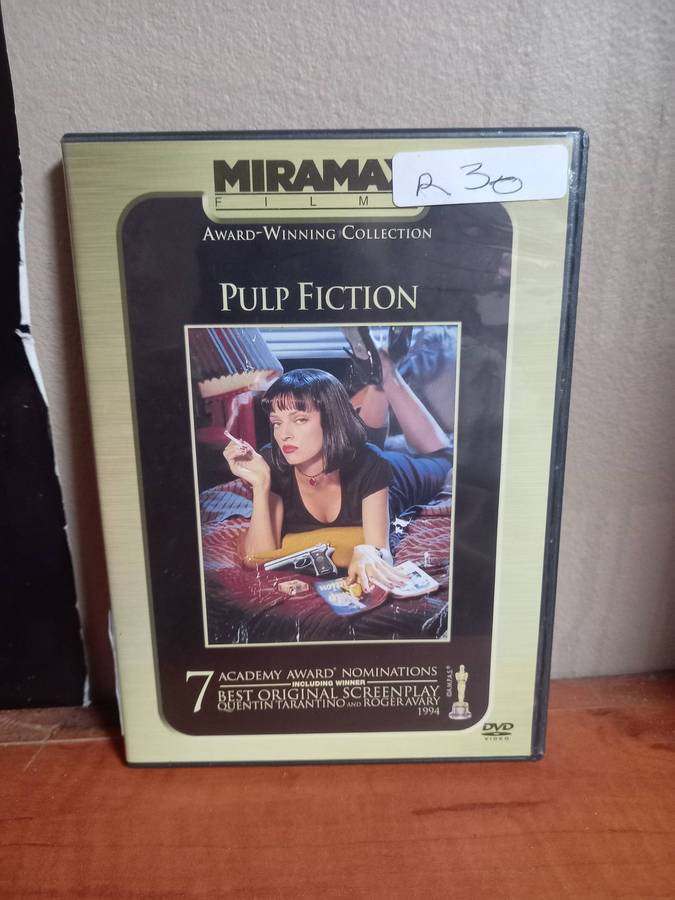 MIRAMAX
FILM
R 30
AWARD-WINNING COLLECTION
PULP FICTION
7 ACADEMY AWARD® NOMINATIONS
INCLUDING WINNER
BEST ORIGINAL SCREENPLAY
QUENTIN TARANTINO AND ROGER AVARY
1994
©A.M.P.A.S.®
DVD
VIDEO